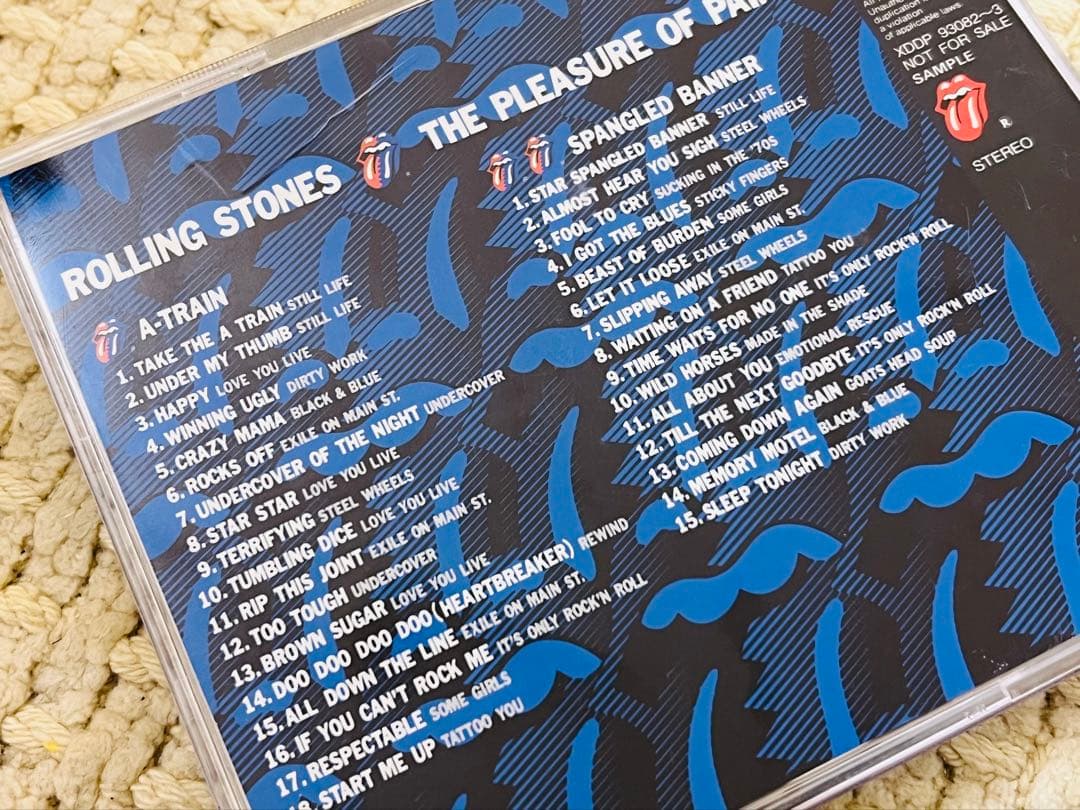 ROLLING STONES THE PLEASURE OF PAI
A-TRAIN
1. TAKE THE A TRAIN STILL LIFE
2. UNDER MY THUMB STILL LIFE
3. HAPPY LOVE YOU LIVE
4. WINNING UGLY DIRTY WORK
5. CRAZY MAMA BLACK & BLUE
6. ROCKS OFF EXILE ON MAIN ST.
7. UNDERCOVER OF THE NIGHT UNDERCOVER
8. STAR STAR LOVE YOU LIVE
9. TERRIFYING STEEL WHEELS
10. TUMBLING DICE LOVE YOU LIVE
11. RIP THIS JOINT EXILE ON MAIN ST.
12. TOO TOUGH UNDERCOVER
13. BROWN SUGAR LOVE YOU LIVE
14. DOO DOO DOO DOO (HEARTBREAKER) REWIND
15. ALL DOWN THE LINE EXILE ON MAIN ST.
16. IF YOU CAN'T ROCK ME IT'S ONLY ROCK'N ROLL
17. RESPECTABLE SOME GIRLS
18. START ME UP TATTOO YOU
SPANGLED BANNER
1. STAR SPANGLED BANNER STILL LIFE
2. ALMOST HEAR YOU SIGH STEEL WHEELS
3. FOOL TO CRY SUCKING IN THE '70S
4. I GOT THE BLUES STICKY FINGERS
5. BEAST OF BURDEN SOME GIRLS
6. LET IT LOOSE EXILE ON MAIN ST.
7. SLIPPING AWAY STEEL WHEELS
8. WAITING ON A FRIEND TATTOO YOU
9. TIME WAITS FOR NO ONE IT'S ONLY ROCK'N ROLL
10. WILD HORSES MADE IN THE SHADE
11. ALL ABOUT YOU EMOTIONAL RESCUE
12. TILL THE NEXT GOODBYE IT'S ONLY ROCK'N ROLL
13. COMING DOWN AGAIN GOATS HEAD SOUP
14. MEMORY MOTEL BLACK & BLUE
15. SLEEP TONIGHT DIRTY WORK
duplication
a violation
of applicable laws.
XDDP 93082~3
NOT FOR SALE
SAMPLE
R
STEREO